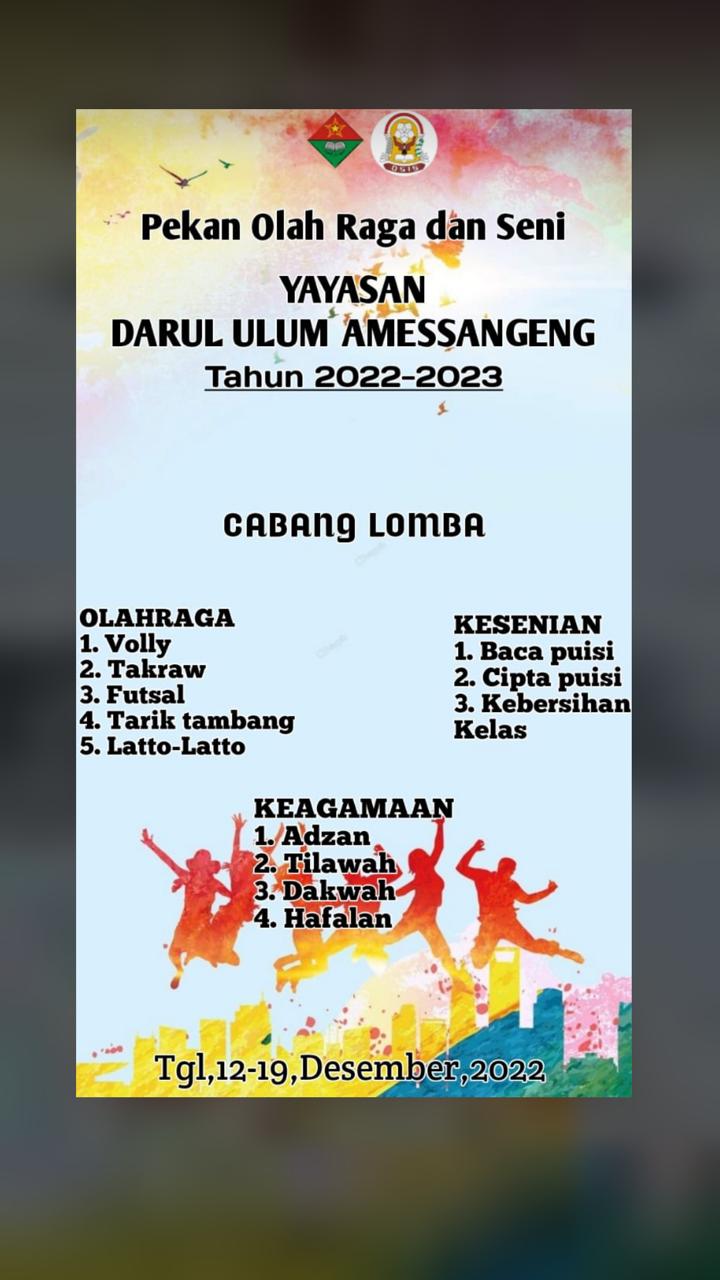 OSIS
Pekan Olah Raga dan Seni
YAYASAN
DARUL ULUM AMESSANGENG
Tahun 2022-2023
CABANG LOMBA
OLAHRAGA
1. Volly
2. Takraw
3. Futsal
4. Tarik tambang
5. Latto-Latto
KESENIAN
1. Baca puisi
2. Cipta puisi
3. Kebersihan
Kelas
KEAGAMAAN
1. Adzan
2. Tilawah
3. Dakwah
4. Hafalan
Tgl,12-19,Desember,2022